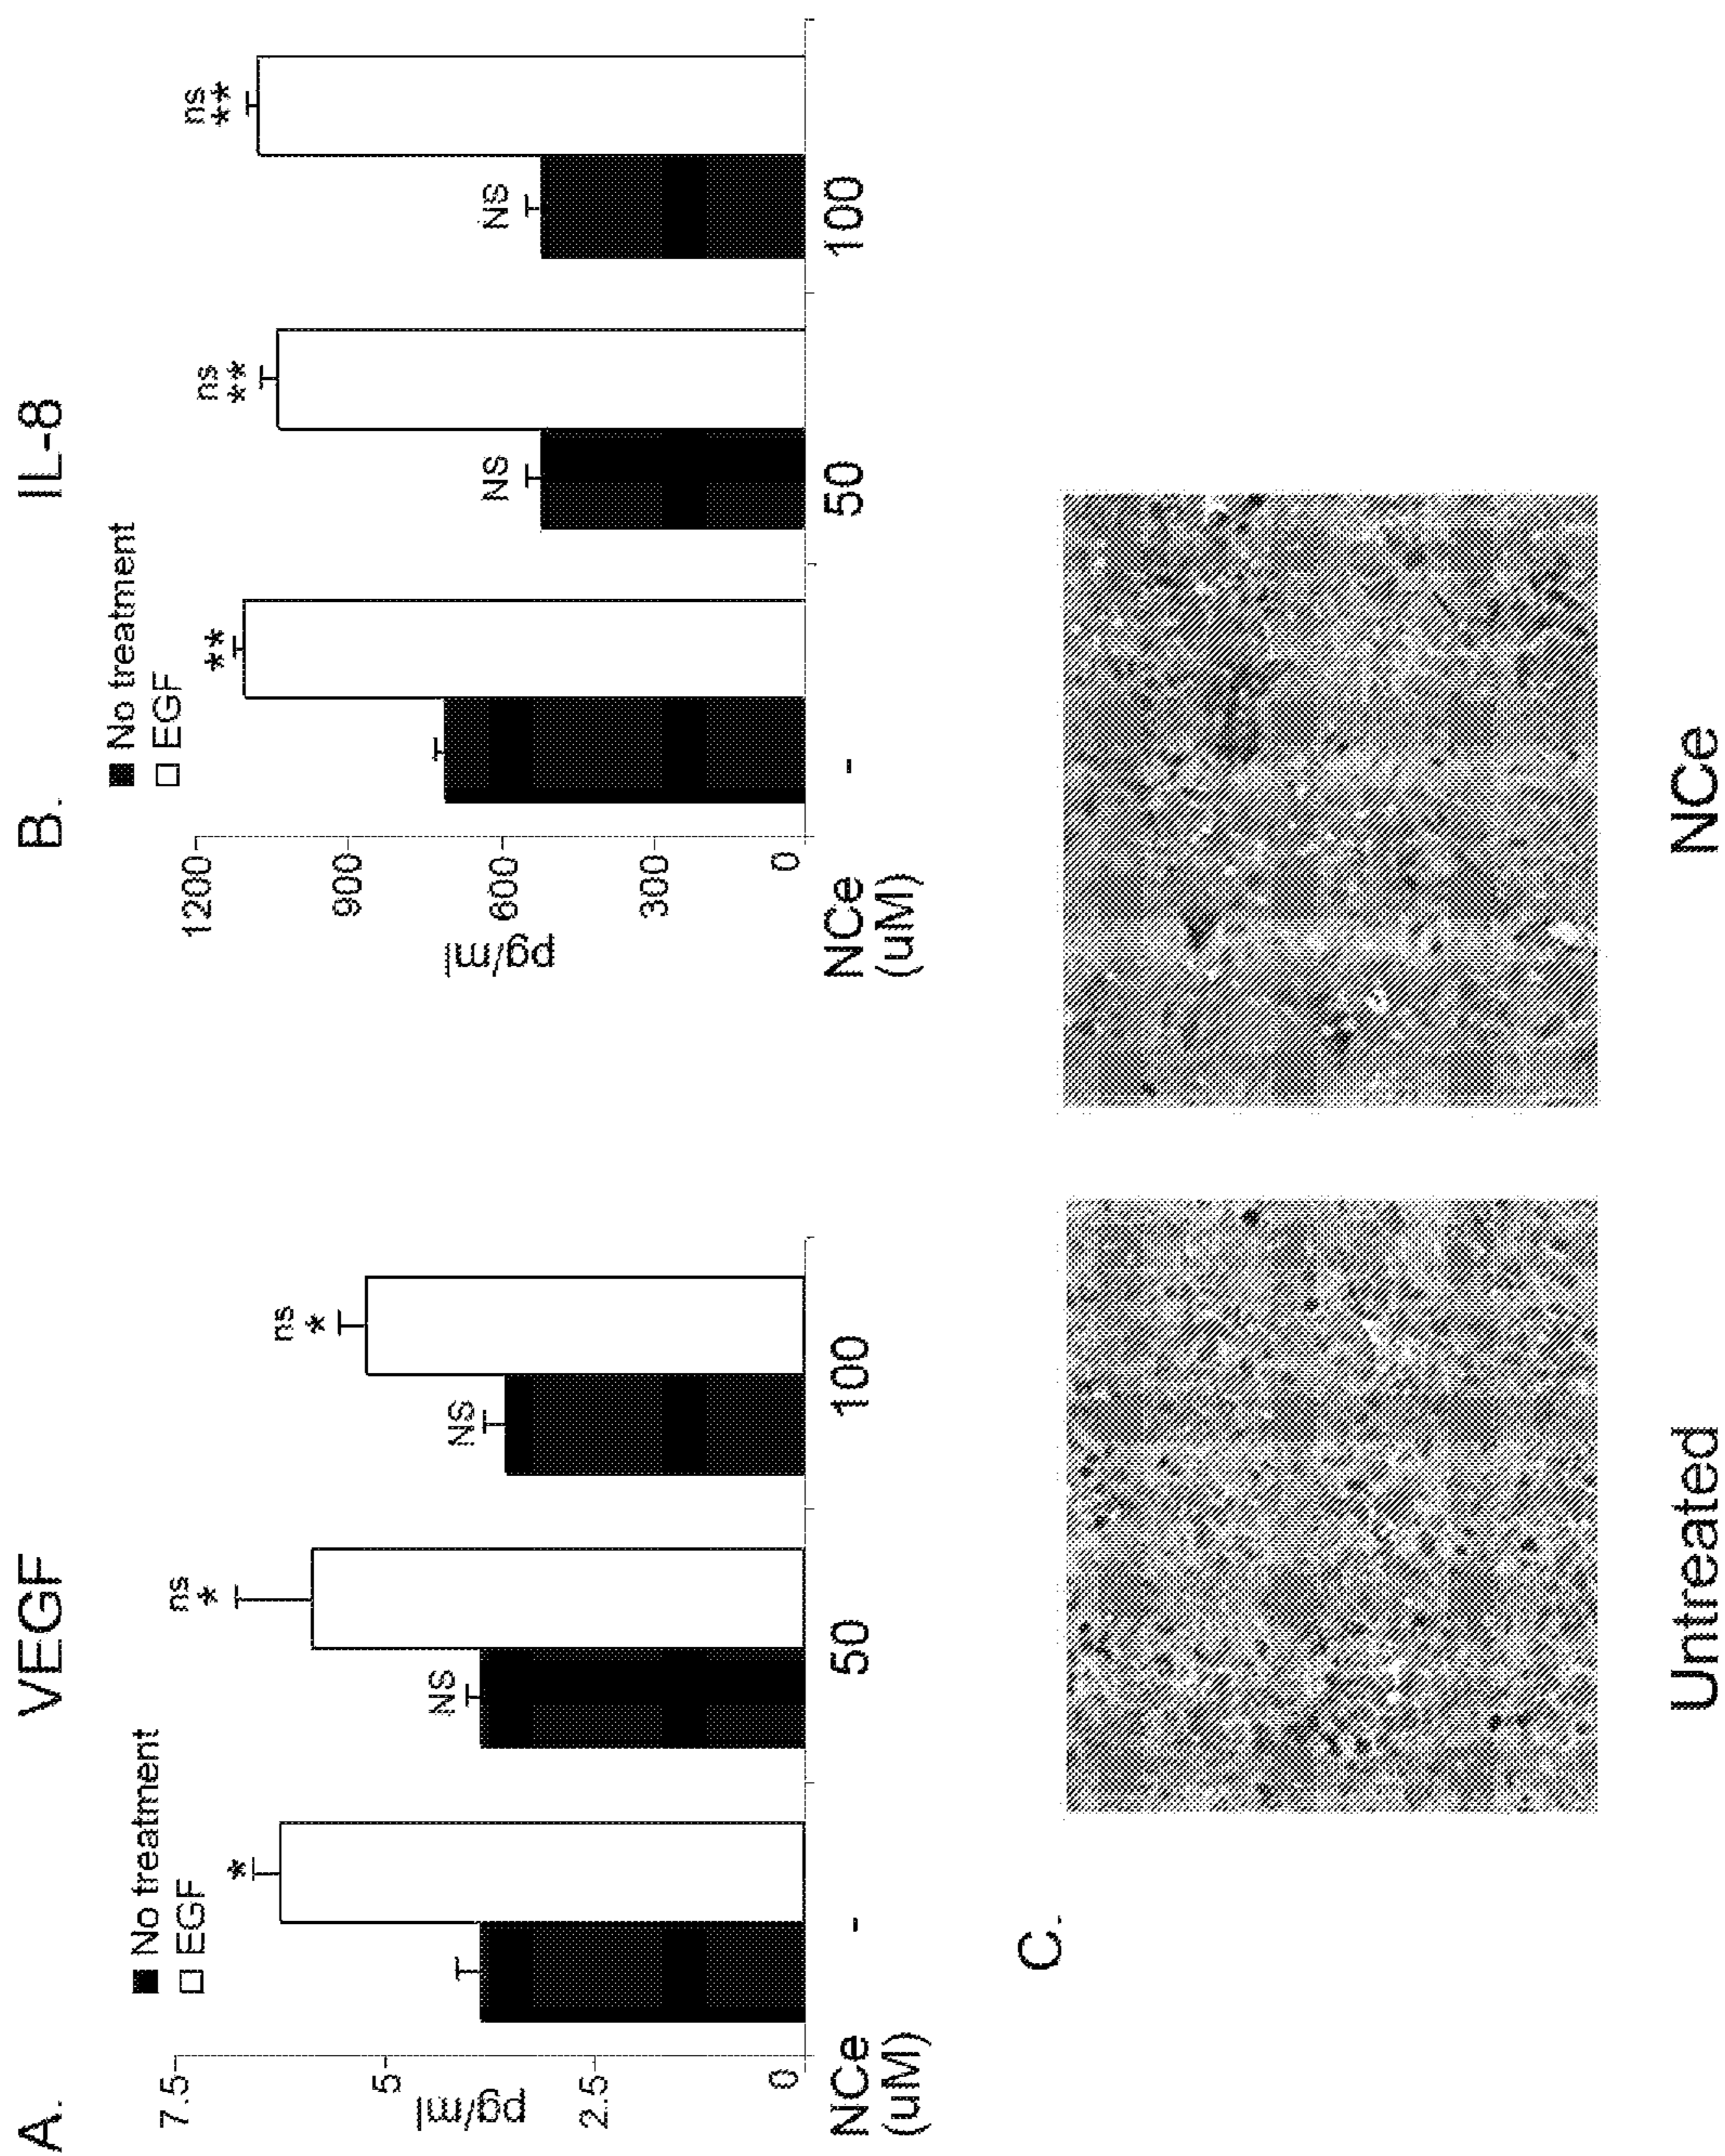 A.
VEGF
No treatment
EGF
7.5
5
2.5
0
pg/ml
*
NS
ns
*
NS
ns
*
NCe
(uM)
-
50
100
B.
IL-8
No treatment
EGF
1200
900
600
300
0
pg/ml
**
NS
ns
**
NS
ns
**
NCe
(uM)
-
50
100
C.
Untreated
NCe